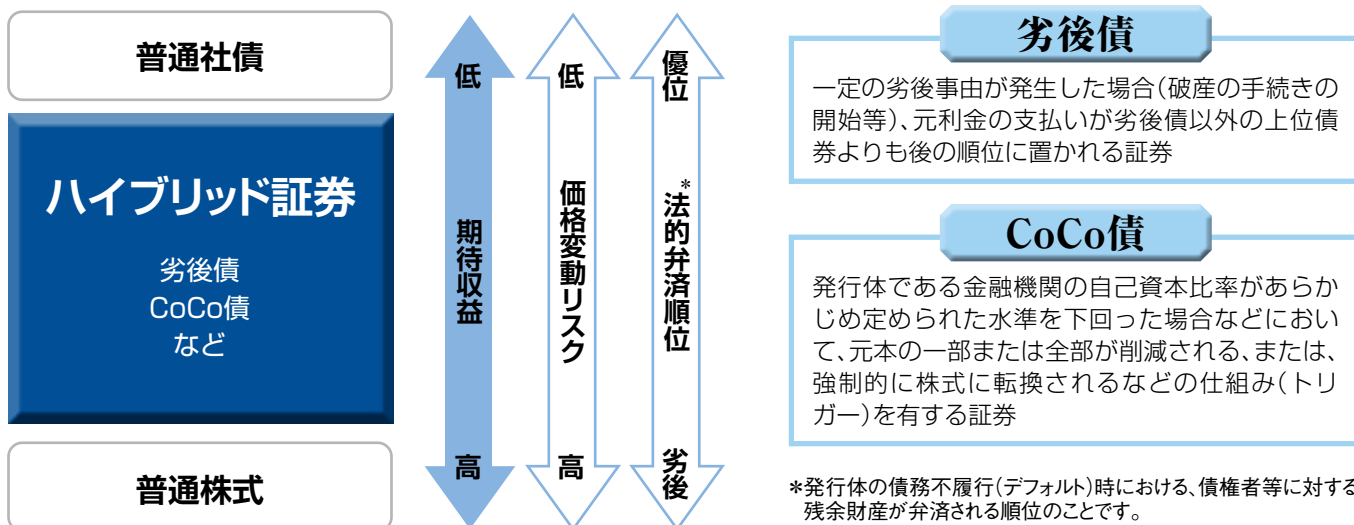 普通社債
ハイブリッド証券
劣後債
CoCo債
など
普通株式
低
期待収益
高
低
価格変動リスク
高
優位
*法的弁済順位
劣後
劣後債
一定の劣後事由が発生した場合(破産の手続きの
開始等)、元利金の支払いが劣後債以外の上位債
券よりも後の順位に置かれる証券
CoCo債
発行体である金融機関の自己資本比率があらか
じめ定められた水準を下回った場合などにおい
て、元本の一部または全部が削減される、または、
強制的に株式に転換されるなどの仕組み(トリ
ガー)を有する証券
*発行体の債務不履行(デフォルト)時における、債権者等に対する
残余財産が弁済される順位のことです。